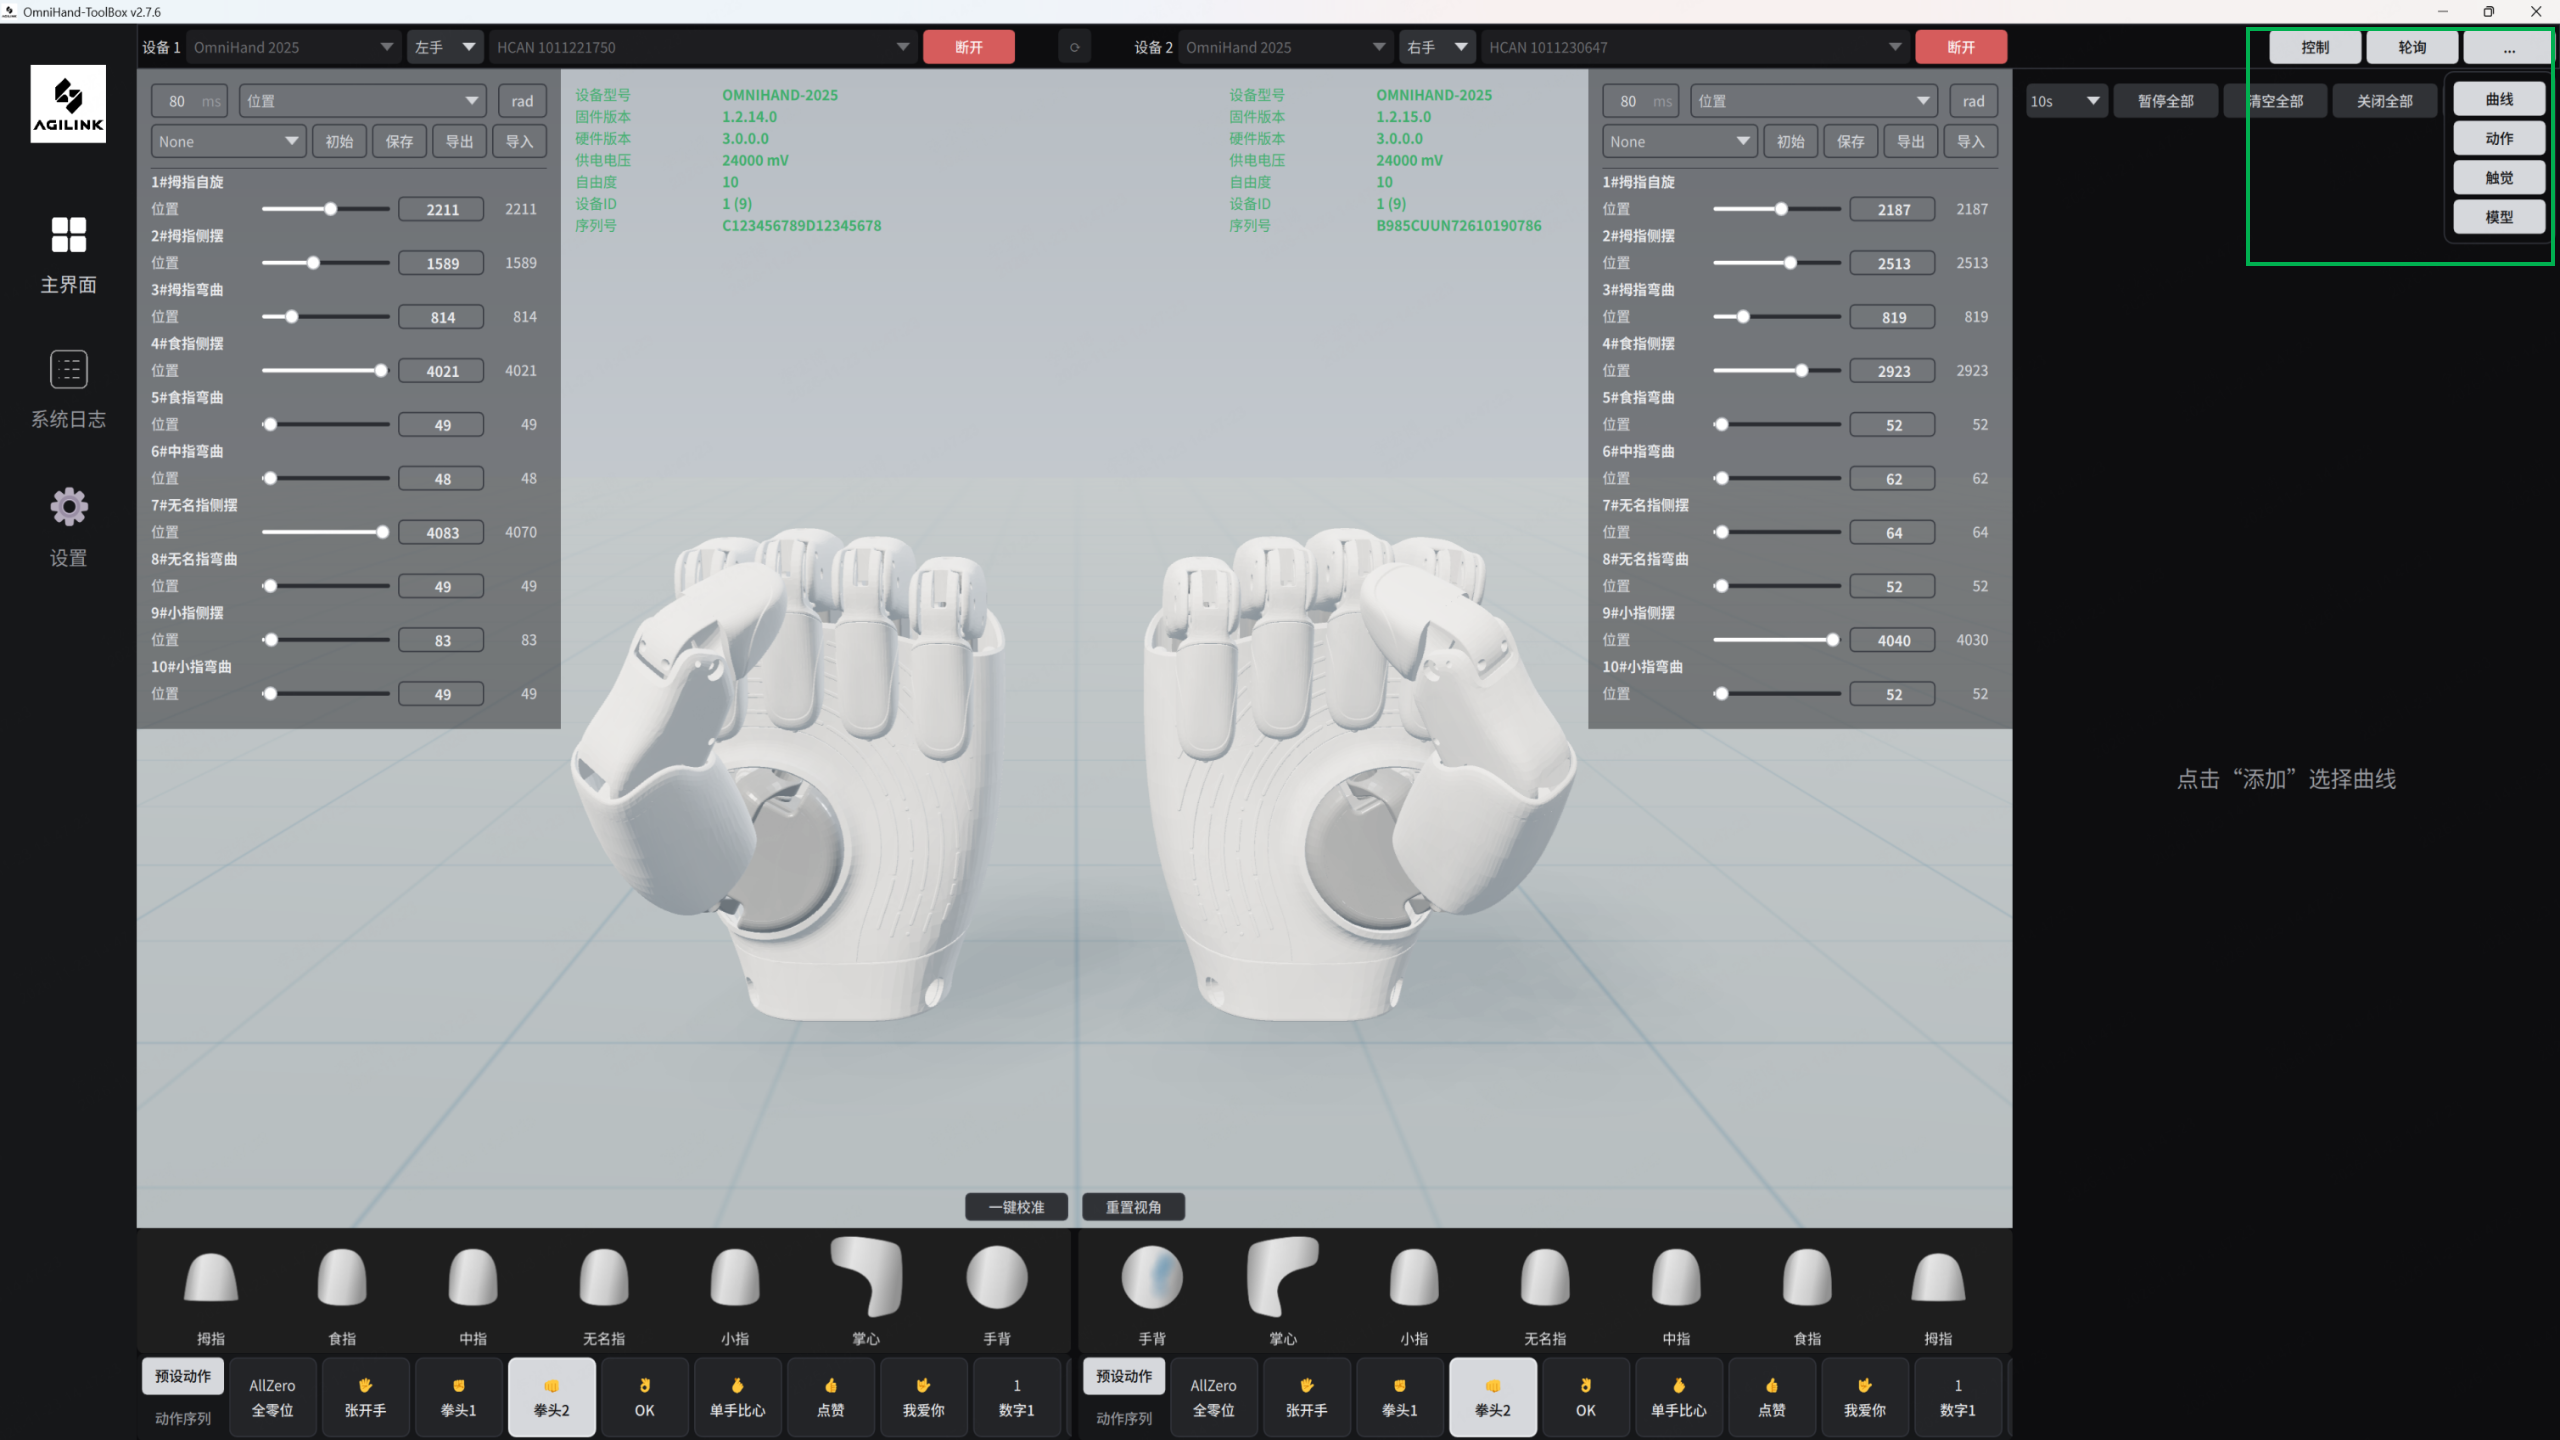 OmniHand-ToolBox v2.7.6
设备 1 OmniHand 2025 左手 HCAN 1011221750 断开 设备 2 OmniHand 2025 右手 HCAN 1011230647 断开 控制 轮询 ...
AGILINK
主界面
系统日志
设置
80 ms 位置 rad
None 初始 保存 导出 导入
1#拇指自旋
位置 2211 2211
2#拇指侧摆
位置 1589 1589
3#拇指弯曲
位置 814 814
4#食指侧摆
位置 4021 4021
5#食指弯曲
位置 49 49
6#中指弯曲
位置 48 48
7#无名指侧摆
位置 4083 4070
8#无名指弯曲
位置 49 49
9#小指侧摆
位置 83 83
10#小指弯曲
位置 49 49
设备型号 OMNIHAND-2025
固件版本 1.2.14.0
硬件版本 3.0.0.0
供电电压 24000 mV
自由度 10
设备ID 1 (9)
序列号 C123456789D12345678
设备型号 OMNIHAND-2025
固件版本 1.2.15.0
硬件版本 3.0.0.0
供电电压 24000 mV
自由度 10
设备ID 1 (9)
序列号 B985CUUN72610190786
80 ms 位置 rad
None 初始 保存 导出 导入
1#拇指自旋
位置 2187 2187
2#拇指侧摆
位置 2513 2513
3#拇指弯曲
位置 819 819
4#食指侧摆
位置 2923 2923
5#食指弯曲
位置 52 52
6#中指弯曲
位置 62 62
7#无名指侧摆
位置 64 64
8#无名指弯曲
位置 52 52
9#小指侧摆
位置 4040 4030
10#小指弯曲
位置 52 52
10s 暂停全部 清空全部 关闭全部
曲线
动作
触觉
模型
点击“添加”选择曲线
一键校准 重置视角
拇指 食指 中指 无名指 小指 掌心 手背
手背 掌心 小指 无名指 中指 食指 拇指
预设动作
动作序列
AllZero 1
全零位 张开手 拳头1 拳头2 OK 单手比心 点赞 我爱你 数字1
预设动作
动作序列
AllZero 1
全零位 张开手 拳头1 拳头2 OK 单手比心 点赞 我爱你 数字1